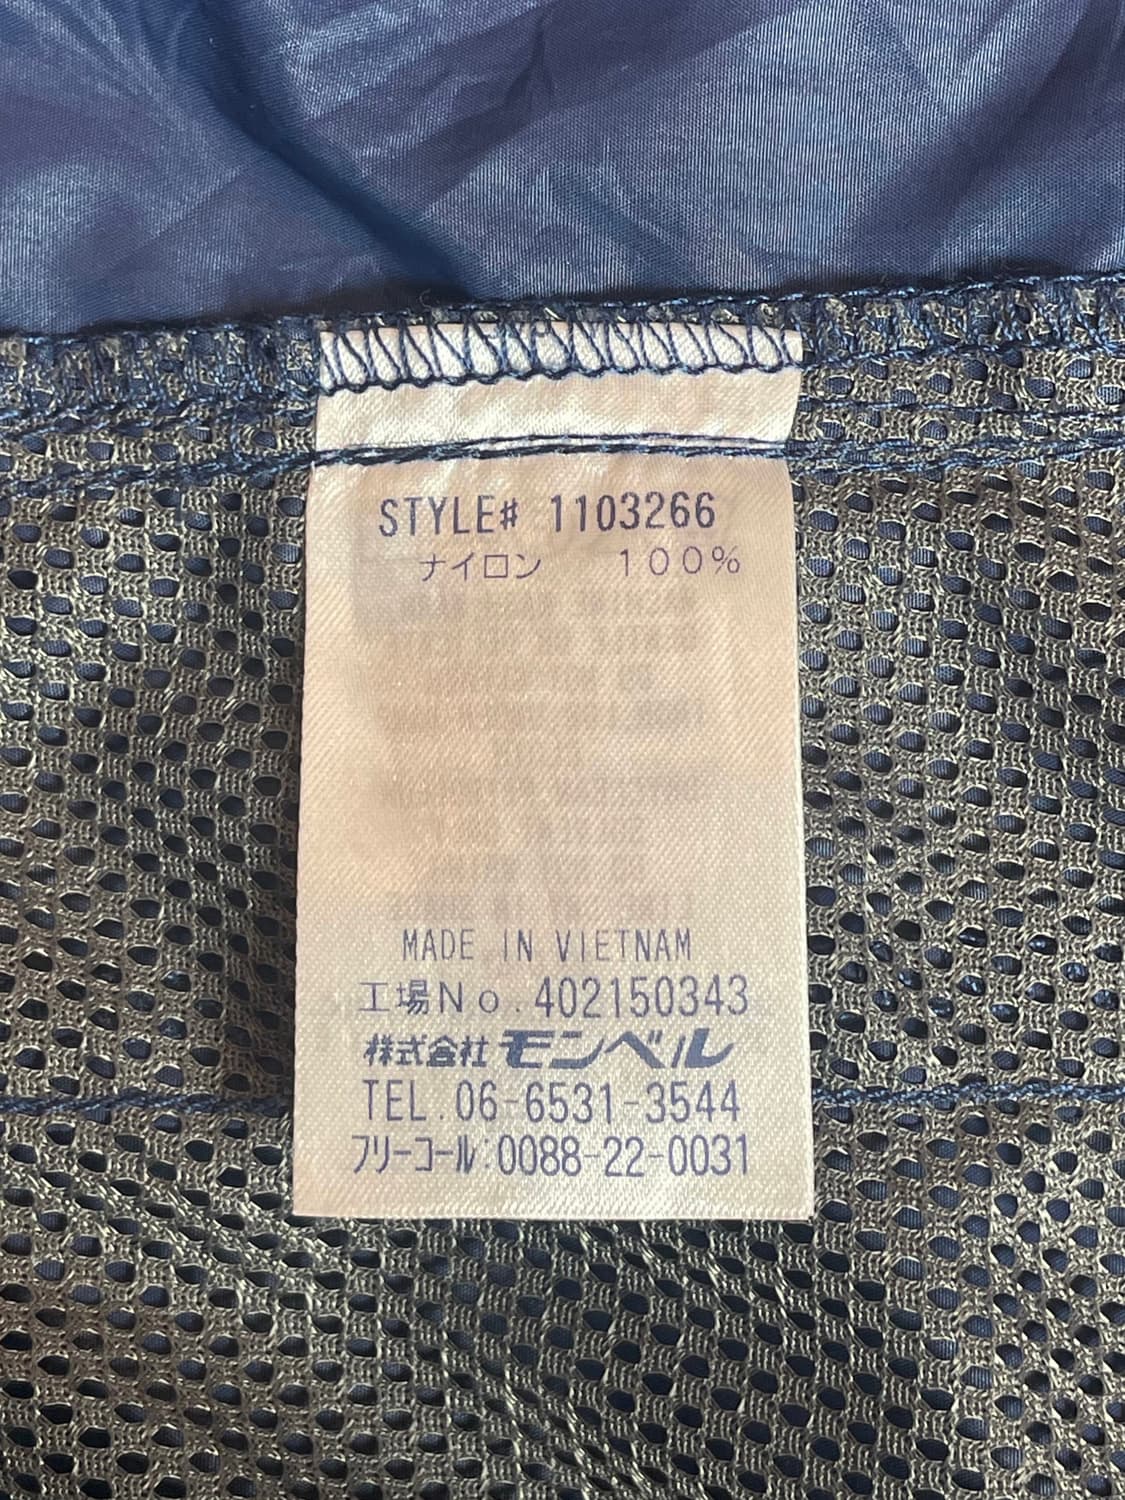 STYLE# 1103266
ナイロン 100%
MADE IN VIETNAM
工場No.402150343
株式会社 モンベル
TEL.06-6531-3544
フリーコール:0088-22-0031